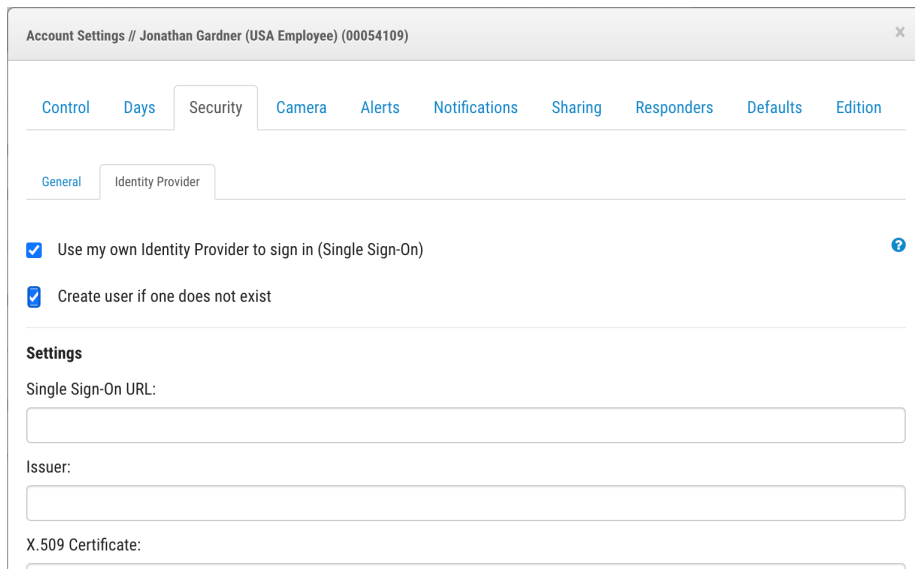 Account Settings // Jonathan Gardner (USA Employee) (00054109) ×
Control Days Security Camera Alerts Notifications Sharing Responders Defaults Edition
General Identity Provider
Use my own Identity Provider to sign in (Single Sign-On) ?
Create user if one does not exist
Settings
Single Sign-On URL:
Issuer:
X.509 Certificate: